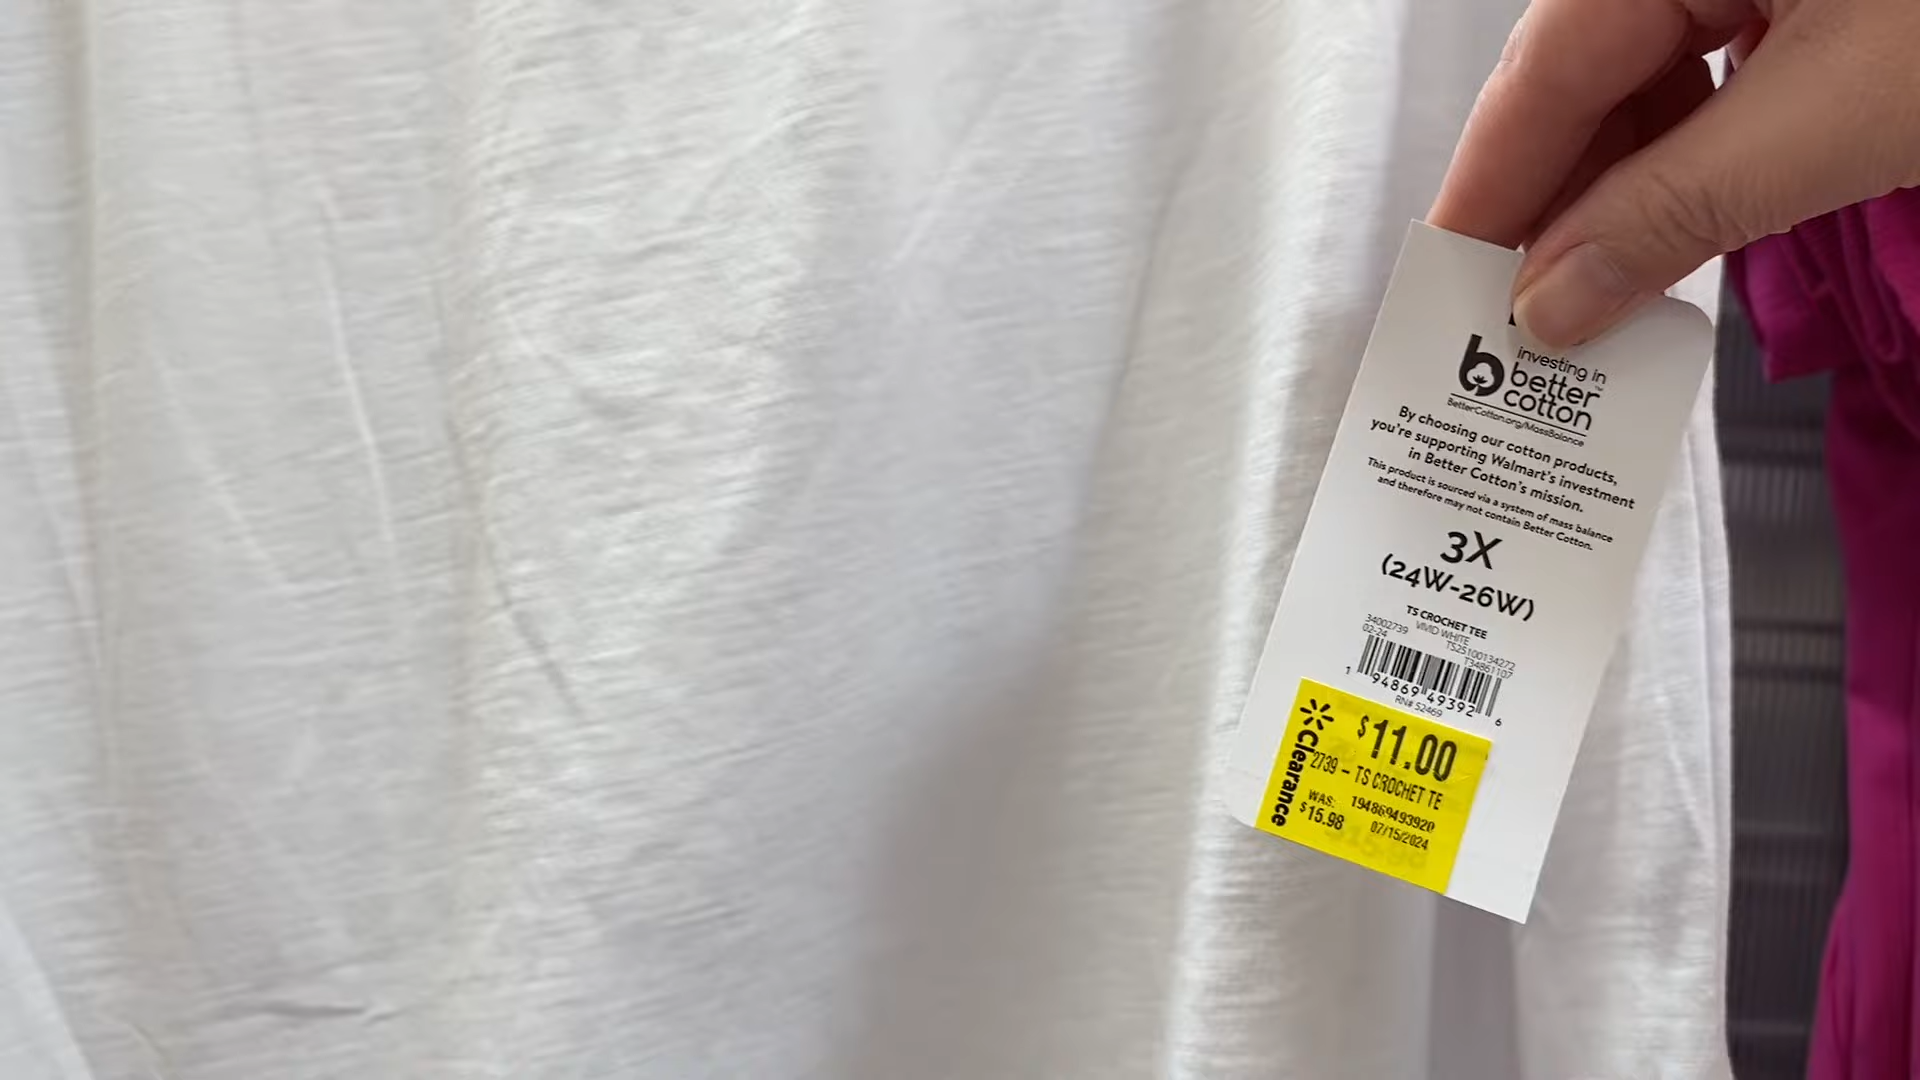 investing in
better™
cotton
BetterCotton.org/MassBalance
By choosing our cotton products,
you're supporting Walmart's investment
in Better Cotton's mission.
This product is sourced via a system of mass balance
and therefore may not contain Better Cotton.
3X
(24W-26W)
TS CROCHET TEE
34002739 VIVID WHITE
02-24 TS25100134272
T34861107
1 94869 49392 6
RN# 52469
Clearance
$11.00
2739 – TS CROCHET TE
WAS: 194869493920
$15.98 07/15/2024